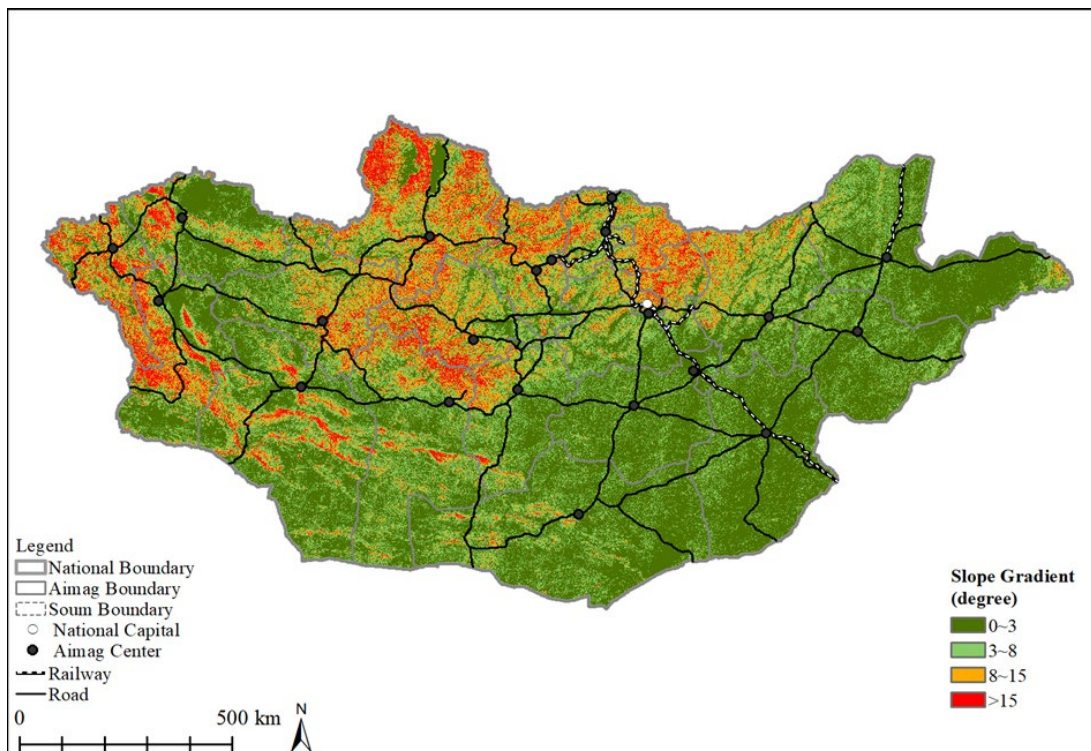 Legend
National Boundary
Aimag Boundary
Soum Boundary
National Capital
Aimag Center
Railway
Road
0 500 km
N
Slope Gradient
(degree)
0~3
3~8
8~15
>15